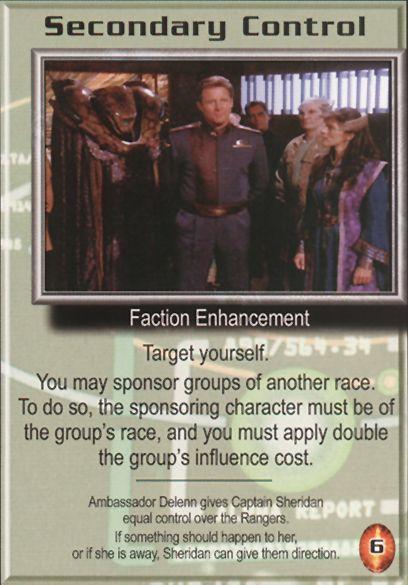 Secondary Control
Faction Enhancement
Target yourself.
You may sponsor groups of another race.
To do so, the sponsoring character must be of
the group's race, and you must apply double
the group's influence cost.
Ambassador Delenn gives Captain Sheridan
equal control over the Rangers.
If something should happen to her,
or if she is away, Sheridan can give them direction.
6